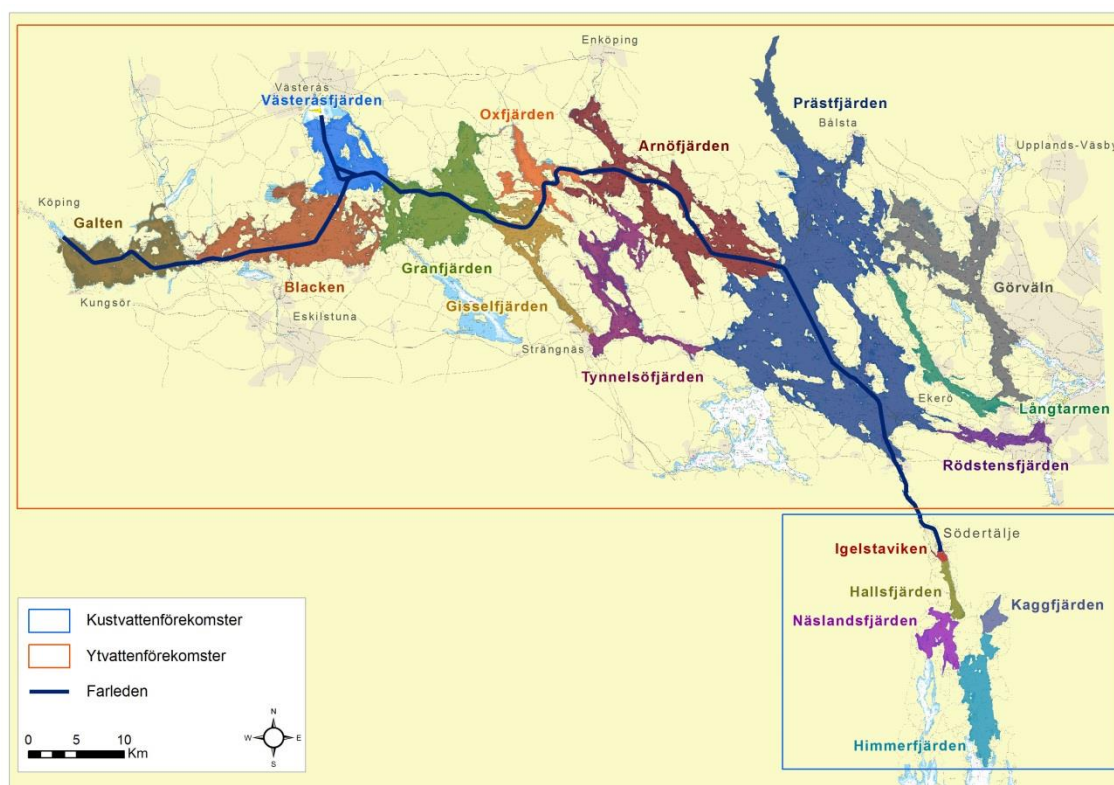 Enköping
Västerås
Västeråsfjärden
Oxfjärden
Prästfjärden
Bålsta
Arnöfjärden
Upplands-Väsby
Köping
Galten
Granfjärden
Görväln
Blacken
Kungsör
Gisselfjärden
Eskilstuna
Strängnäs
Tynnelsöfjärden
Ekerö
Långtarmen
Rödstensfjärden
Södertälje
Igelstaviken
Hallsfjärden
Kaggfjärden
Näslandsfjärden
Himmerfjärden
Kustvattenförekomster
Ytvattenförekomster
Farleden
0 5 10
Km
N
W E
S